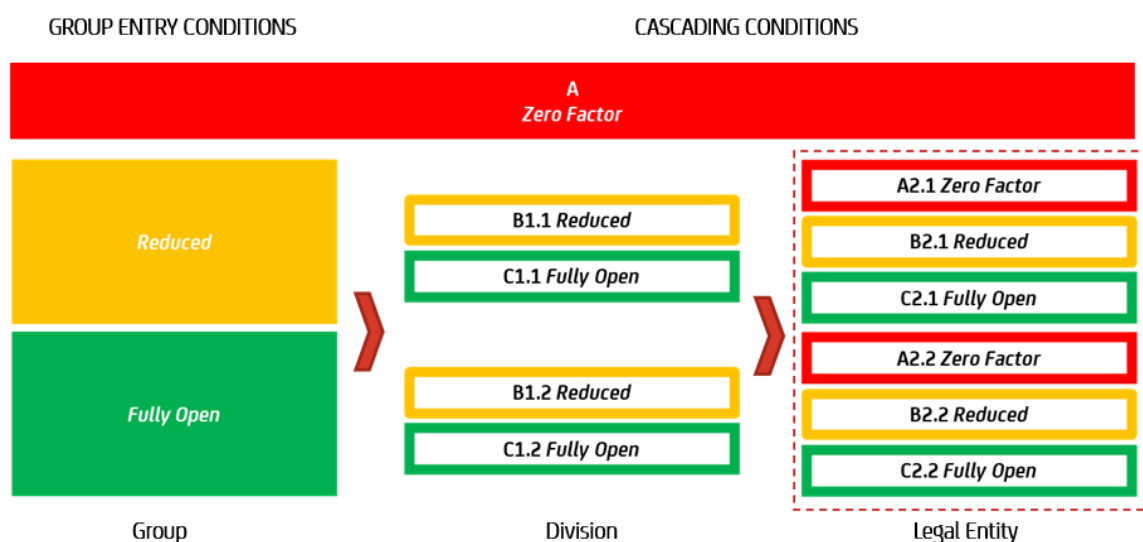 GROUP ENTRY CONDITIONS
CASCADING CONDITIONS
A
Zero Factor
Reduced
Fully Open
B1.1 Reduced
C1.1 Fully Open
B1.2 Reduced
C1.2 Fully Open
A2.1 Zero Factor
B2.1 Reduced
C2.1 Fully Open
A2.2 Zero Factor
B2.2 Reduced
C2.2 Fully Open
Group
Division
Legal Entity